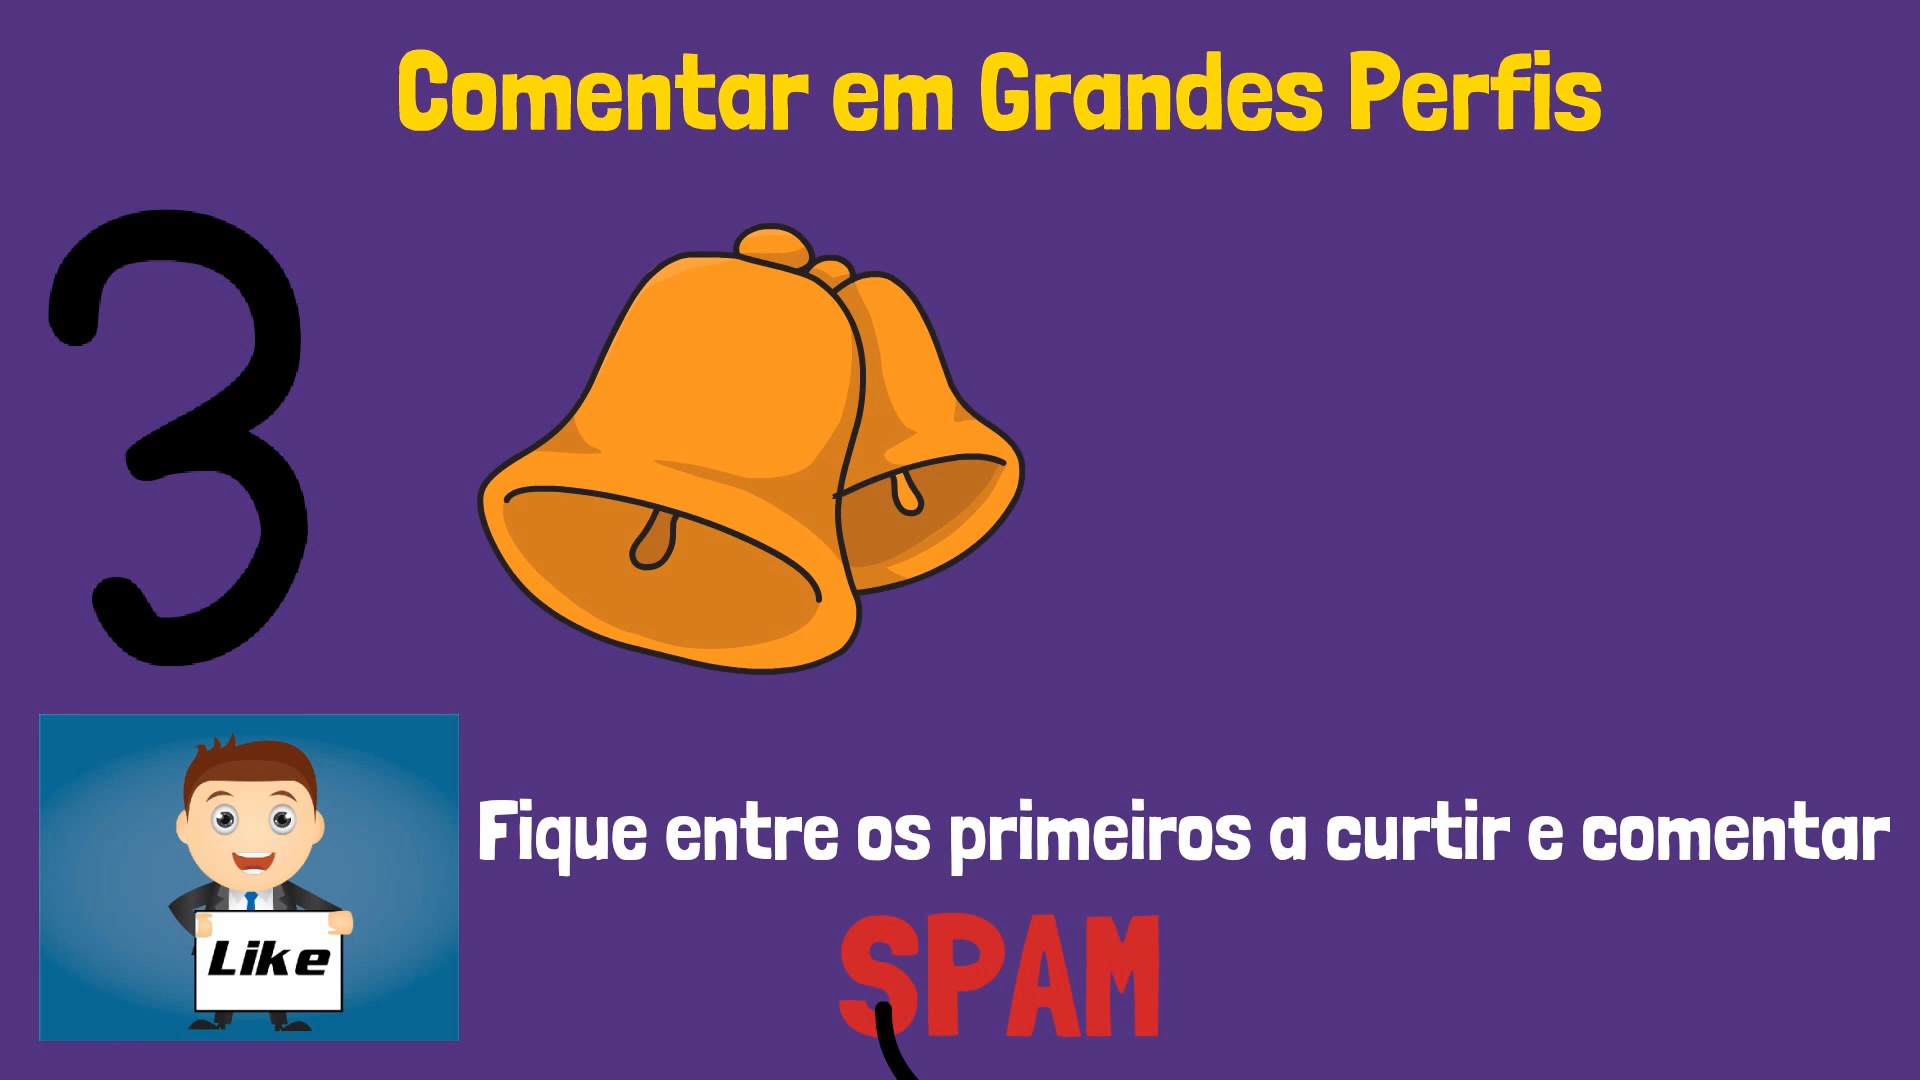 Comentar em Grandes Perfis
3
Fique entre os primeiros a curtir e comentar
Like
SPAM